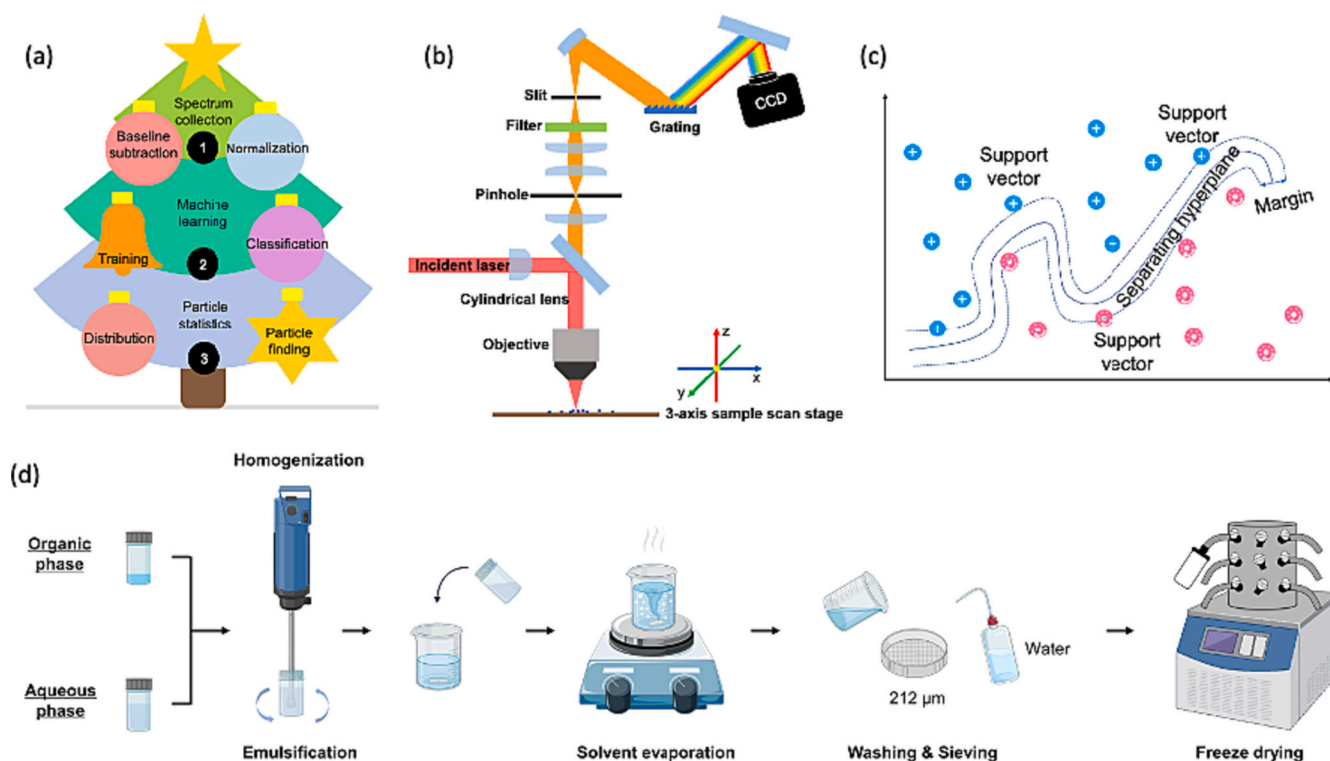 (a)
Spectrum
collection
Baseline
subtraction
1
Normalization
Machine
learning
Training
2
Classification
Particle
statistics
Distribution
3
Particle
finding
(b)
Slit
Filter
Pinhole
Incident laser
Cylindrical lens
Objective
Grating
CCD
z
x
y
3-axis sample scan stage
(c)
Support
vector
Support
vector
Separating hyperplane
Margin
Support
vector
(d)
Homogenization
Organic
phase
Aqueous
phase
Emulsification
Solvent evaporation
212 μm
Water
Washing & Sieving
Freeze drying